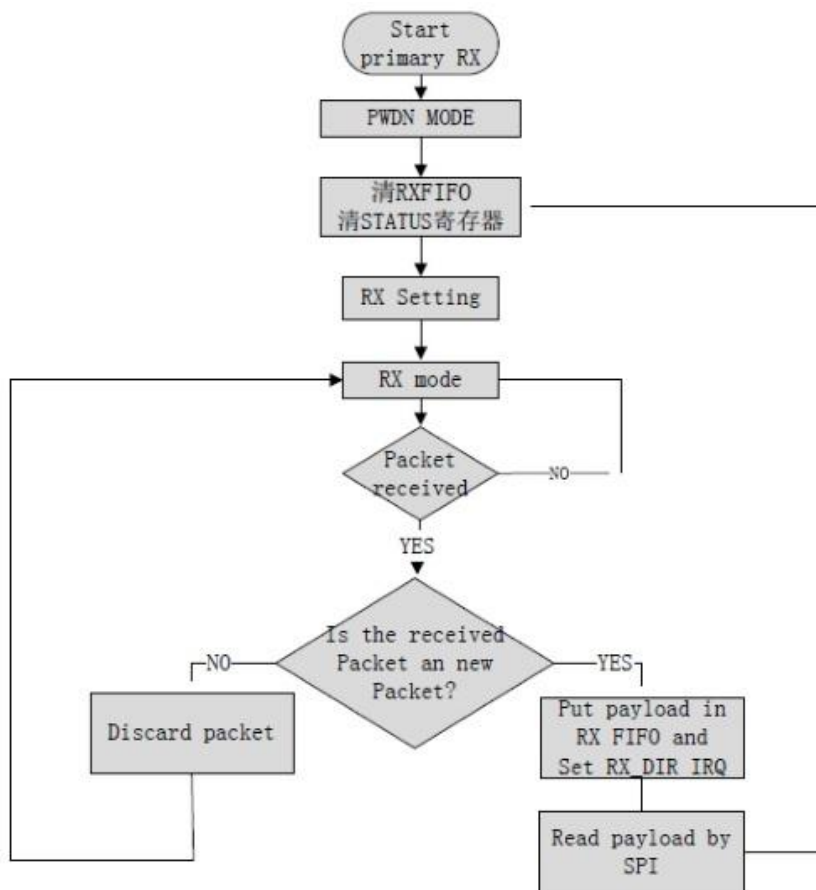 Start
primary RX
PWDN MODE
清RXFIFO
清STATUS寄存器
RX Setting
RX mode
Packet
received
NO
YES
Is the received
Packet an new
Packet?
NO
YES
Discard packet
Put payload in
RX FIFO and
Set RX_DIR IRQ
Read payload by
SPI